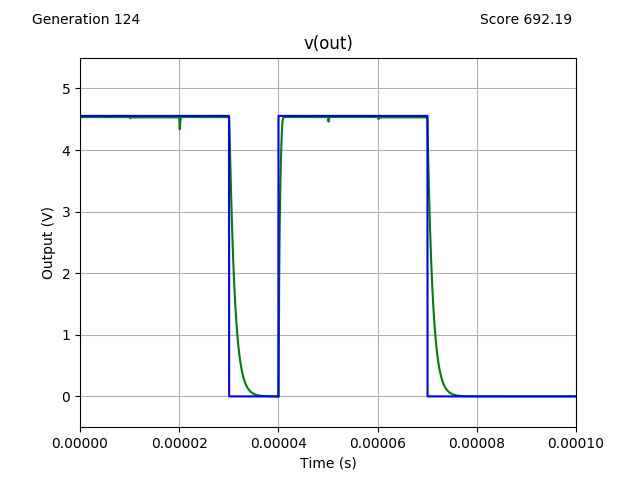 Generation 124
Score 692.19
v(out)
Output (V)
5
4
3
2
1
0
0.00000
0.00002
0.00004
0.00006
0.00008
0.00010
Time (s)